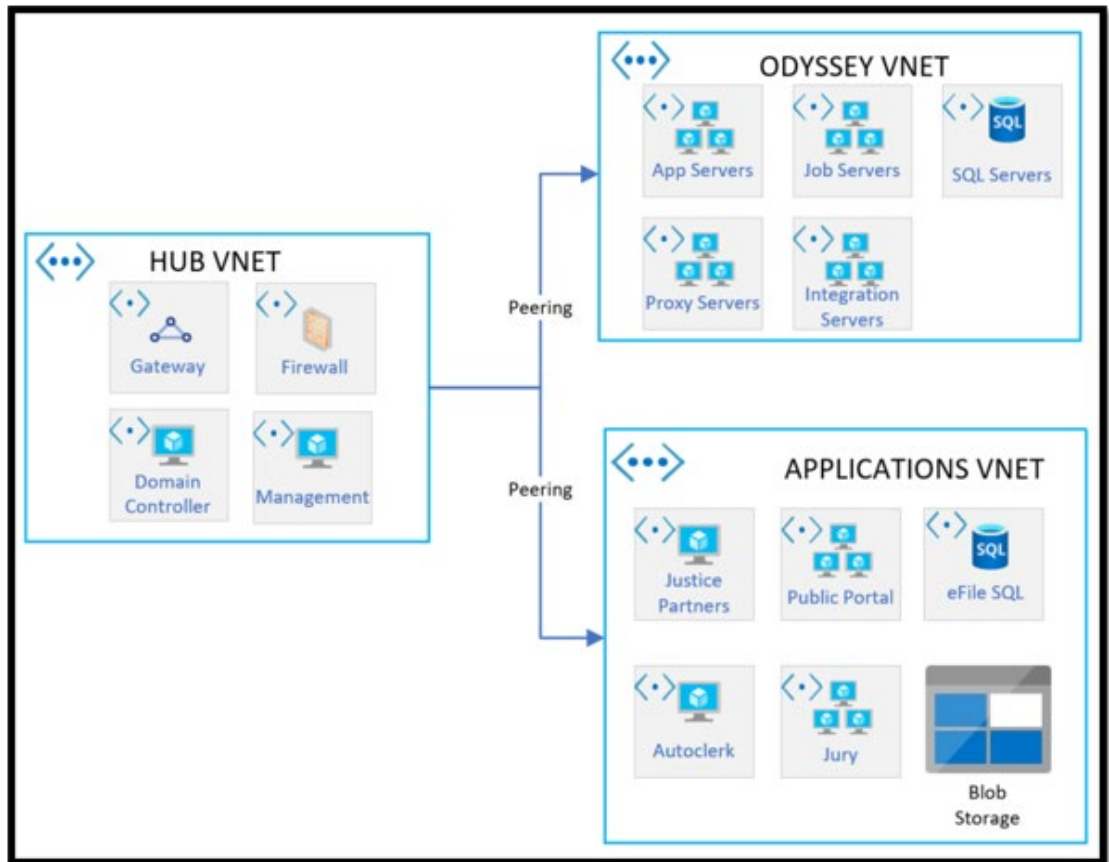 ODYSSEY VNET
App Servers
Job Servers
SQL
SQL Servers
Proxy Servers
Integration
Servers
HUB VNET
Gateway
Firewall
Domain
Controller
Management
Peering
Peering
APPLICATIONS VNET
Justice
Partners
Public Portal
SQL
eFile SQL
Autoclerk
Jury
Blob
Storage